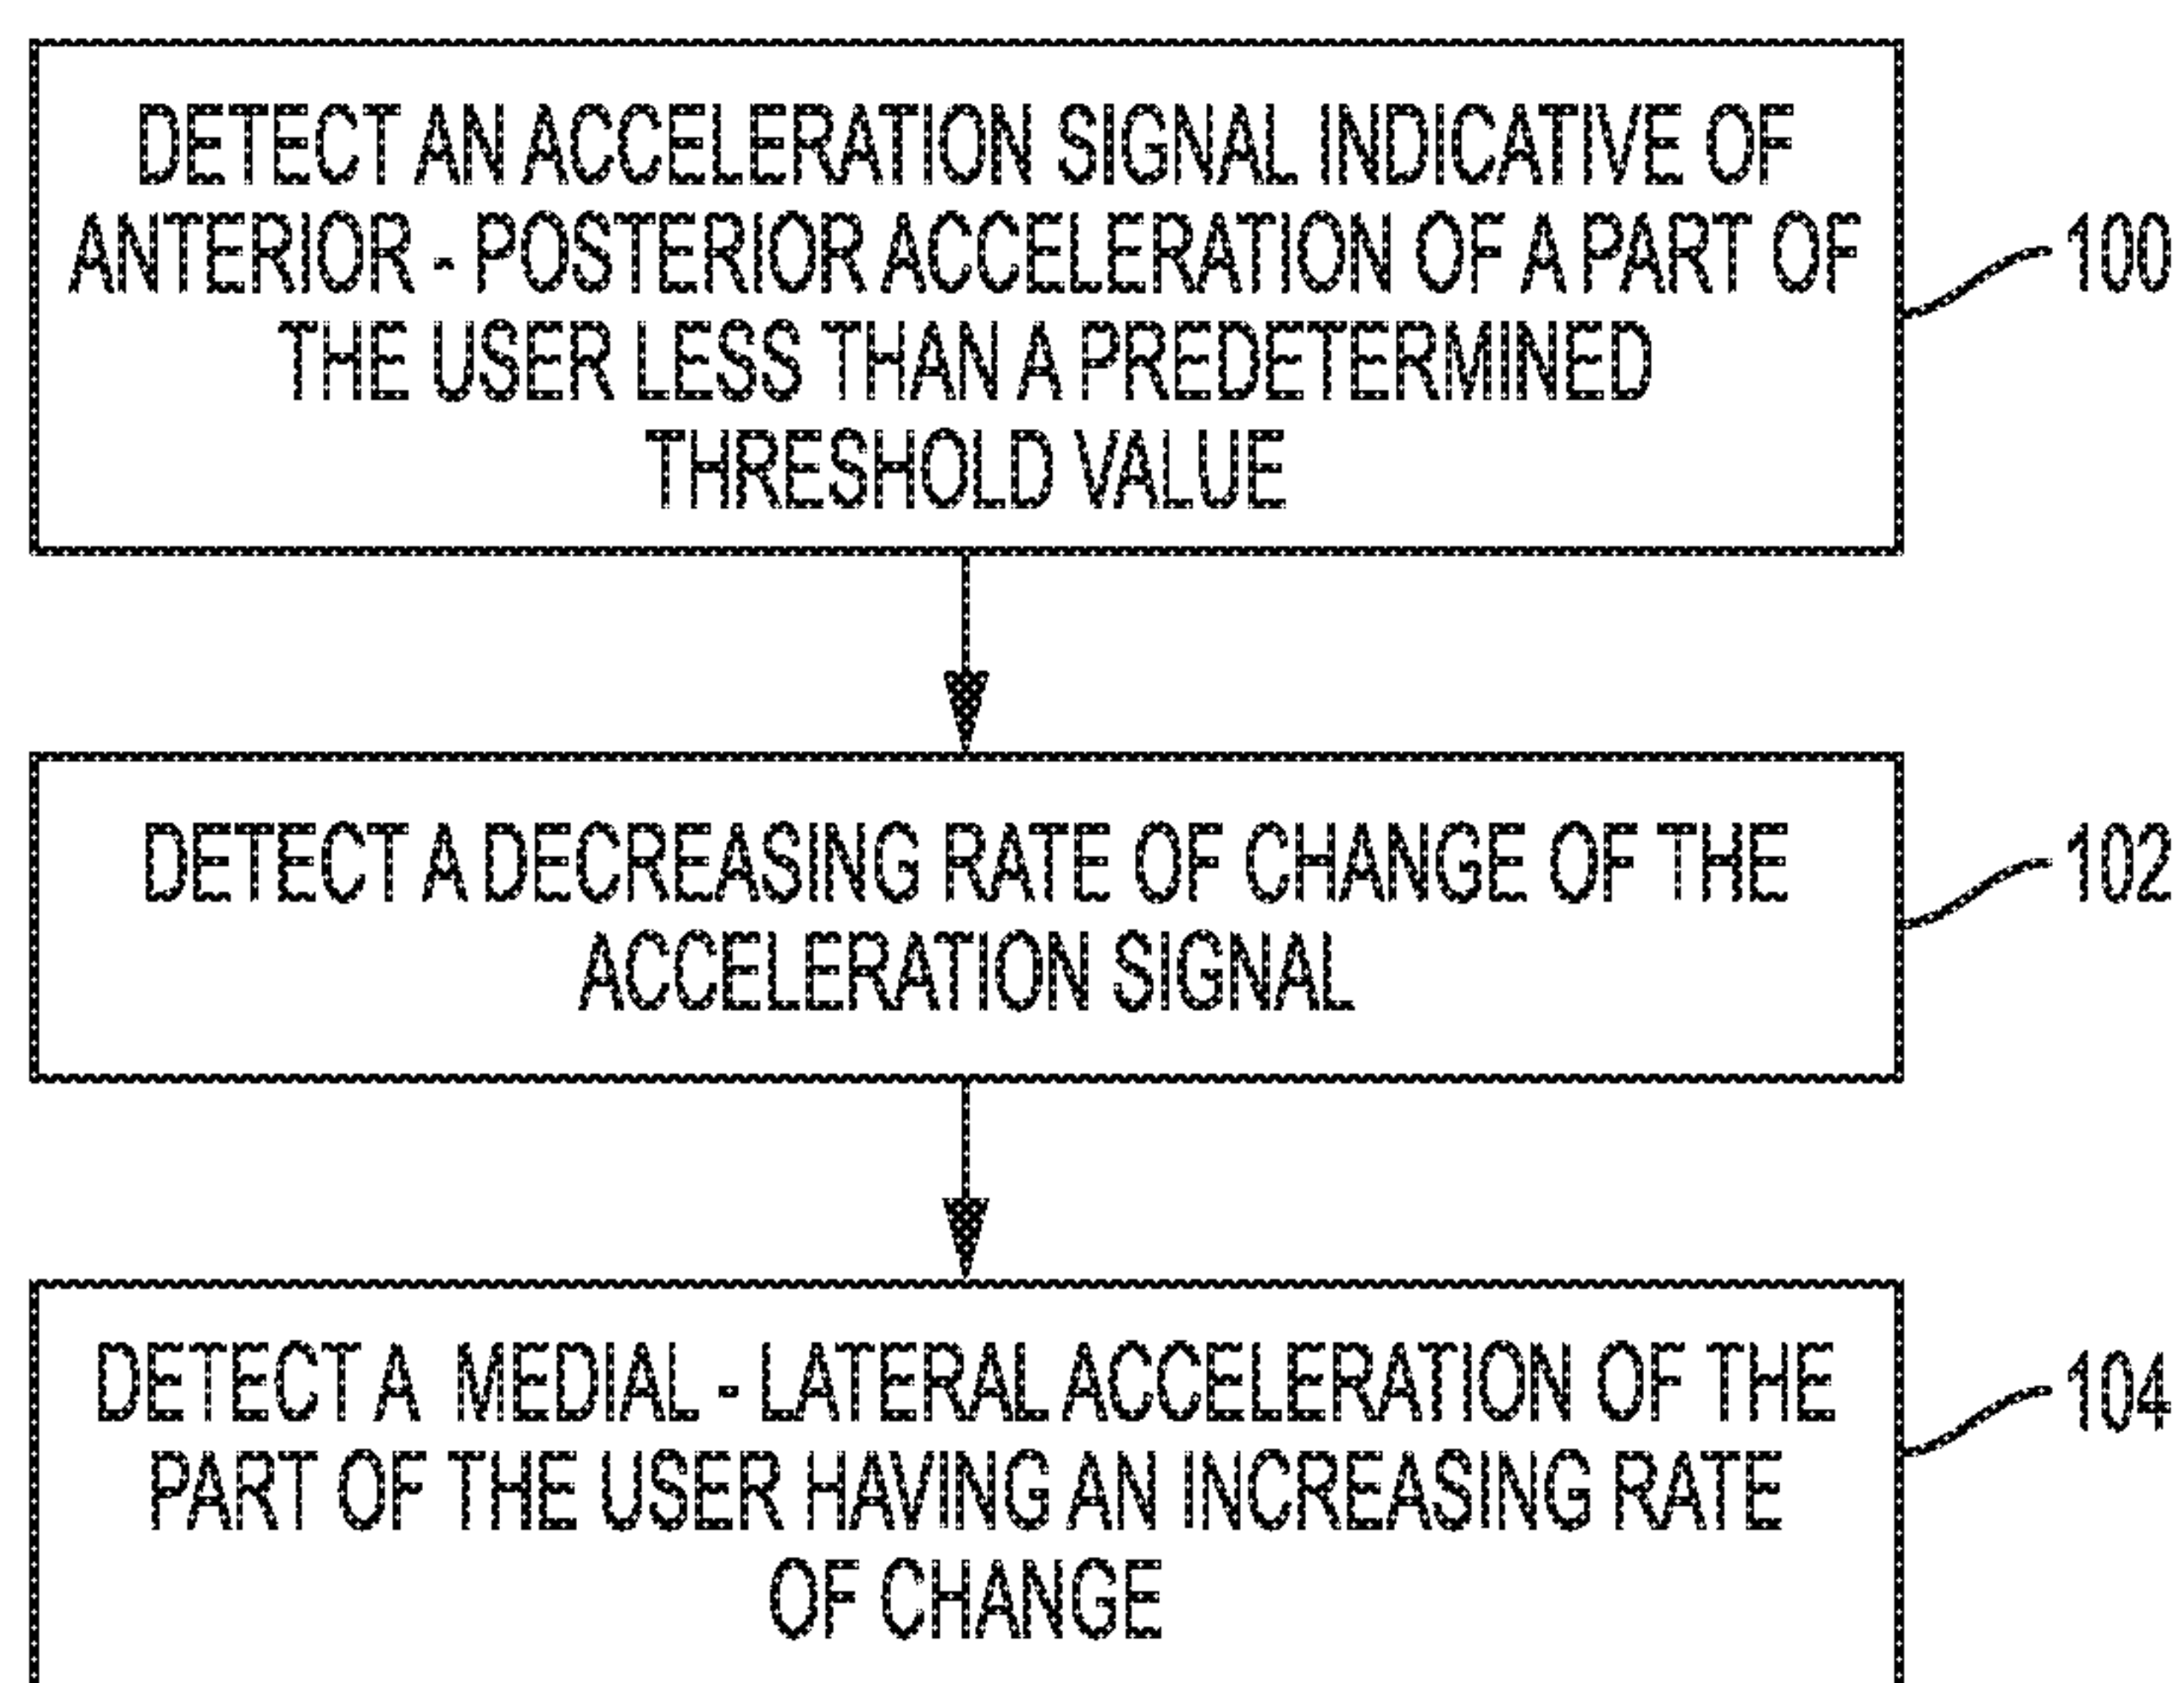 DETECT AN ACCELERATION SIGNAL INDICATIVE OF
ANTERIOR - POSTERIOR ACCELERATION OF A PART OF
THE USER LESS THAN A PREDETERMINED
THRESHOLD VALUE
100
DETECT A DECREASING RATE OF CHANGE OF THE
ACCELERATION SIGNAL
102
DETECT A MEDIAL - LATERAL ACCELERATION OF THE
PART OF THE USER HAVING AN INCREASING RATE
OF CHANGE
104